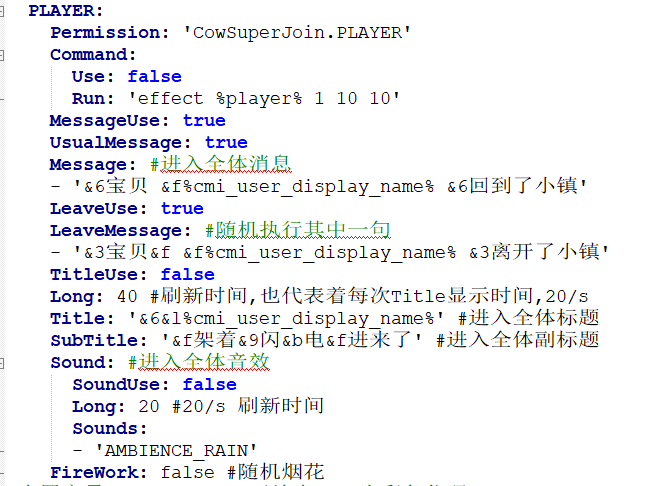 PLAYER:
Permission: 'CowSuperJoin.PLAYER'
Command:
Use: false
Run: 'effect %player% 1 10 10'
MessageUse: true
UsualMessage: true
Message: #进入全体消息
- '&6宝贝 &f%cmi_user_display_name% &6回到了小镇'
LeaveUse: true
LeaveMessage: #随机执行其中一句
- '&3宝贝&f &f%cmi_user_display_name% &3离开了小镇'
TitleUse: false
Long: 40 #刷新时间,也代表着每次Title显示时间,20/s
Title: '&6&l%cmi_user_display_name%' #进入全体标题
SubTitle: '&f架着&9闪&b电&f进来了' #进入全体副标题
Sound: #进入全体音效
SoundUse: false
Long: 20 #20/s 刷新时间
Sounds:
- 'AMBIENCE_RAIN'
FireWork: false #随机烟花